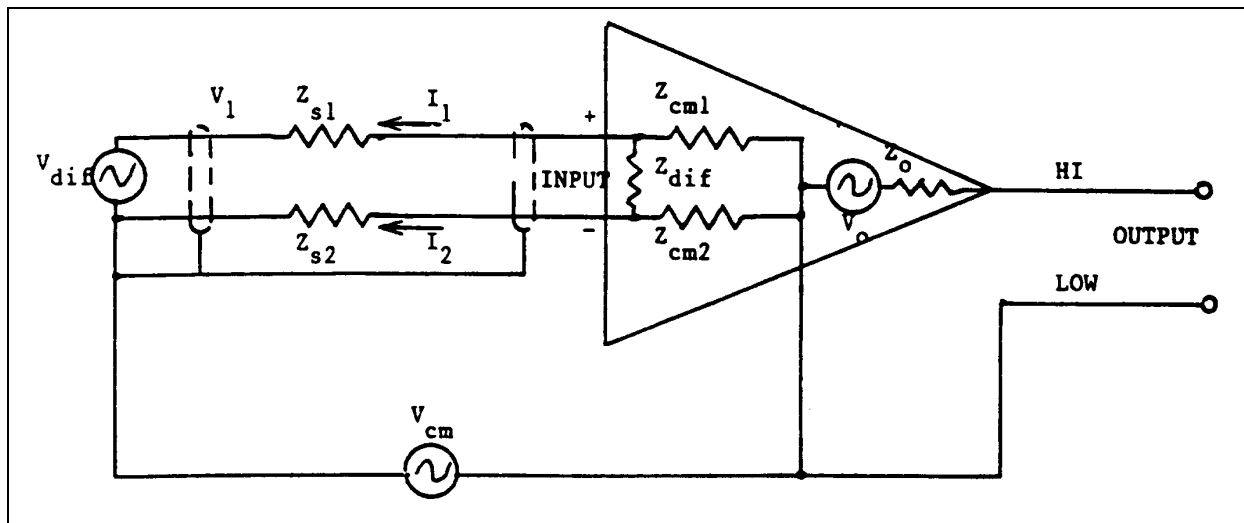 V1
Zs1
I1
+
Zcm1
Vdif
INPUT
Zdif
Zo
HI
Zs2
I2
-
Zcm2
Vo
OUTPUT
LOW
Vcm